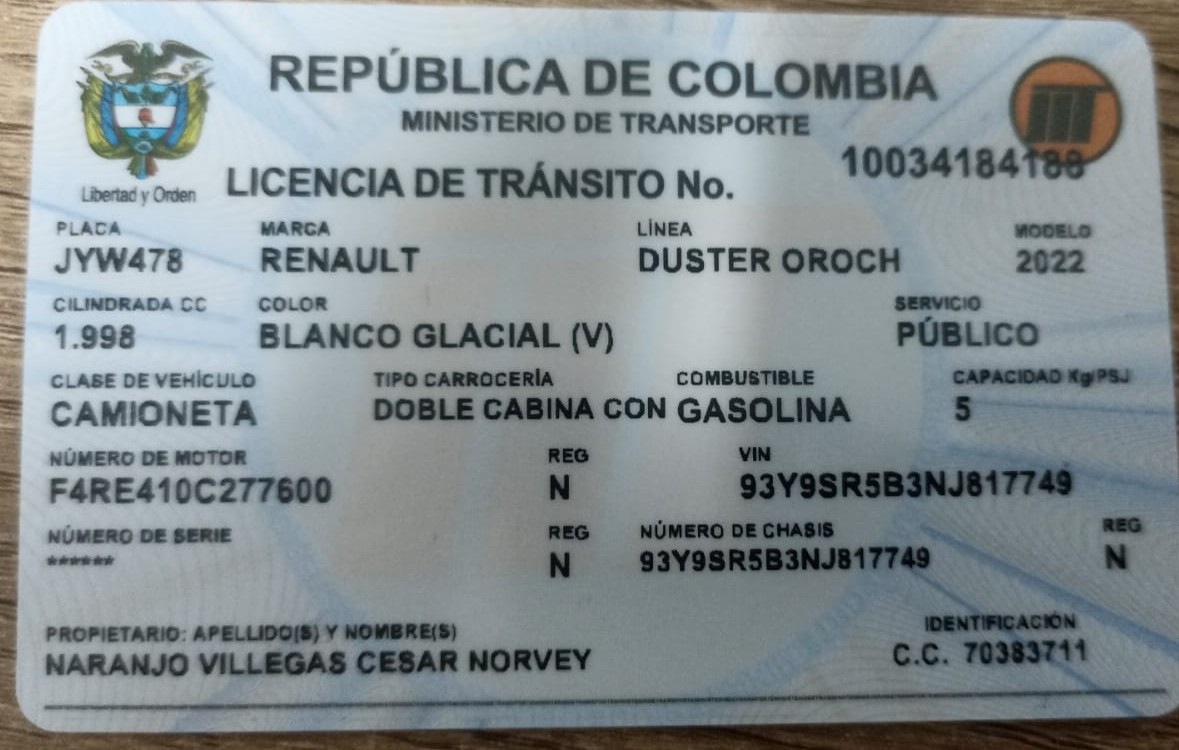 REPÚBLICA DE COLOMBIA
MINISTERIO DE TRANSPORTE
Libertad y Orden
LICENCIA DE TRÁNSITO No. 10034184188
PLACA MARCA LÍNEA MODELO
JYW478 RENAULT DUSTER OROCH 2022
CILINDRADA CC COLOR SERVICIO
1.998 BLANCO GLACIAL (V) PÚBLICO
CLASE DE VEHÍCULO TIPO CARROCERÍA COMBUSTIBLE CAPACIDAD Kg/PSJ
CAMIONETA DOBLE CABINA CON GASOLINA 5
NÚMERO DE MOTOR REG VIN
F4RE410C277600 N 93Y9SR5B3NJ817749
NÚMERO DE SERIE REG NÚMERO DE CHASIS REG
****** N 93Y9SR5B3NJ817749 N
PROPIETARIO: APELLIDO(S) Y NOMBRE(S) IDENTIFICACIÓN
NARANJO VILLEGAS CESAR NORVEY C.C. 70383711